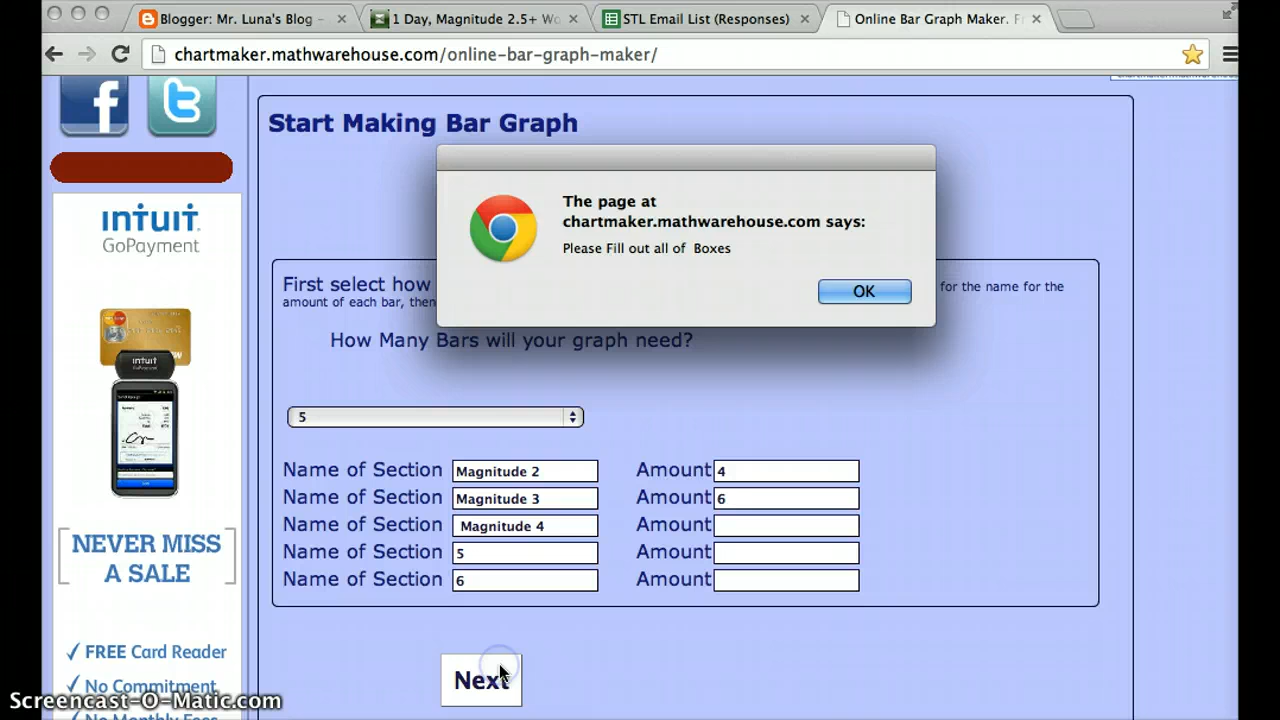 Blogger: Mr. Luna's Blog -
1 Day, Magnitude 2.5+ Wo
STL Email List (Responses)
Online Bar Graph Maker. F
chartmaker.mathwarehouse.com/online-bar-graph-maker/
Start Making Bar Graph
The page at
chartmaker.mathwarehouse.com says:
Please Fill out all of Boxes
OK
First select how
for the name for the
amount of each bar, then
How Many Bars will your graph need?
5
Name of Section Magnitude 2 Amount 4
Name of Section Magnitude 3 Amount 6
Name of Section Magnitude 4 Amount
Name of Section 5 Amount
Name of Section 6 Amount
Next
INTUIT
GoPayment
INTUIT
GoPayment
NEVER MISS
A SALE
✓ FREE Card Reader
✓ No Commitment
✓ No Monthly Fees
Screencast-O-Matic.com